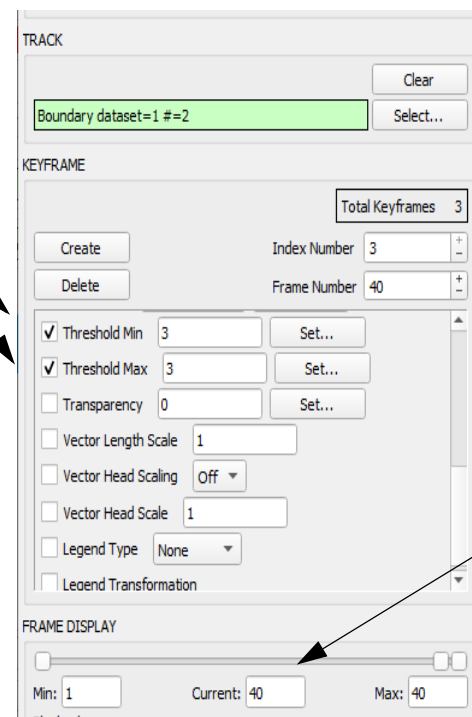 TRACK
Clear
Boundary dataset=1 #=2 Select...
KEYFRAME
Total Keyframes 3
Create Index Number 3
Delete Frame Number 40
Threshold Min 3 Set...
Threshold Max 3 Set...
Transparency 0 Set...
Vector Length Scale 1
Vector Head Scaling Off
Vector Head Scale 1
Legend Type None
Legend Transformation
FRAME DISPLAY
Min: 1 Current: 40 Max: 40